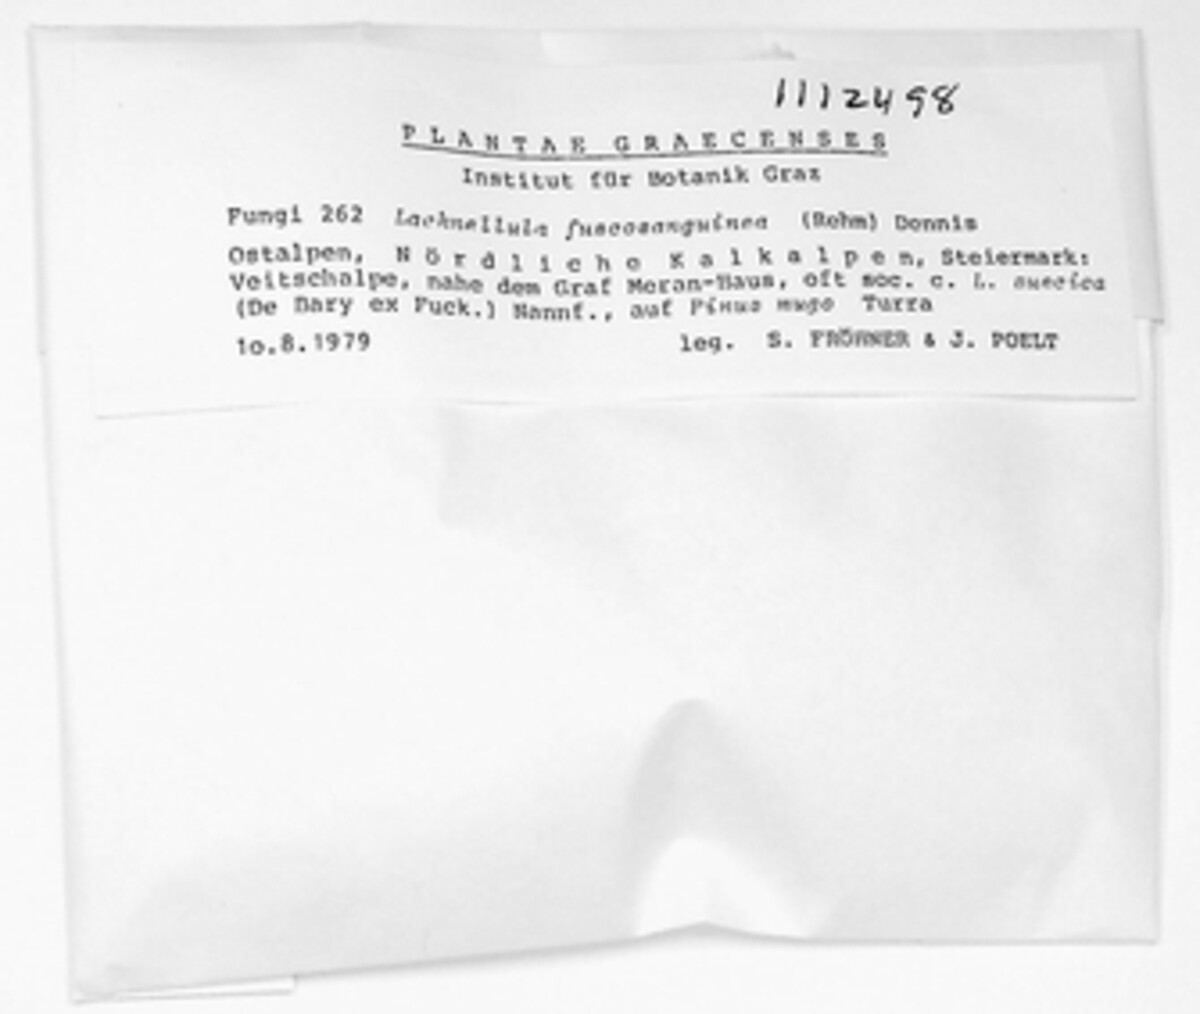 1112498
PLANTAE GRAECENSES
Institut für Botanik Graz
Fungi 262 Lachnellula fuscosanguinea (Rehm) Dennis
Ostalpen, Nördliche Kalkalpen, Steiermark:
Veitschalpe, nahe dem Graf Meran-Haus, oft soc. c. L. suecica
(De Bary ex Fuck.) Nannf., auf Pinus mugo Turra
1o.8.1979 leg. S. FRÖHNER & J. POELT